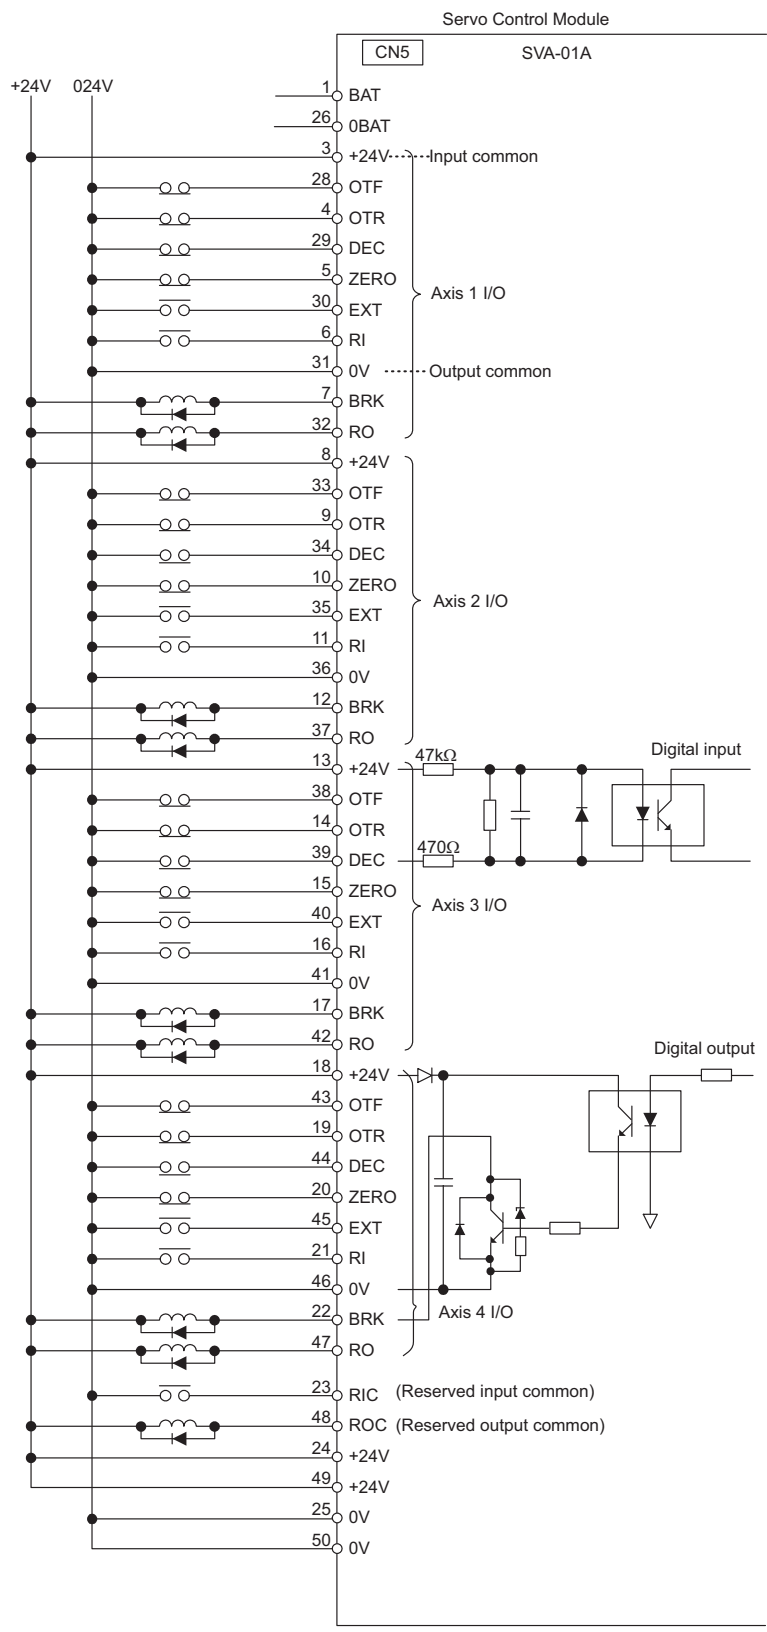 Servo Control Module
CN5 SVA-01A
+24V 024V
1 BAT
26 0BAT
3 +24V Input common
28 OTF
4 OTR
29 DEC
5 ZERO
Axis 1 I/O
30 EXT
6 RI
31 0V Output common
7 BRK
32 RO
8 +24V
33 OTF
9 OTR
34 DEC
10 ZERO
Axis 2 I/O
35 EXT
11 RI
36 0V
12 BRK
37 RO
Digital input
13 +24V 47kΩ
38 OTF
14 OTR
39 DEC 470Ω
15 ZERO
Axis 3 I/O
40 EXT
16 RI
41 0V
17 BRK
42 RO
Digital output
18 +24V
43 OTF
19 OTR
44 DEC
20 ZERO
45 EXT
21 RI
46 0V
Axis 4 I/O
22 BRK
47 RO
23 RIC (Reserved input common)
48 ROC (Reserved output common)
24 +24V
49 +24V
25 0V
50 0V